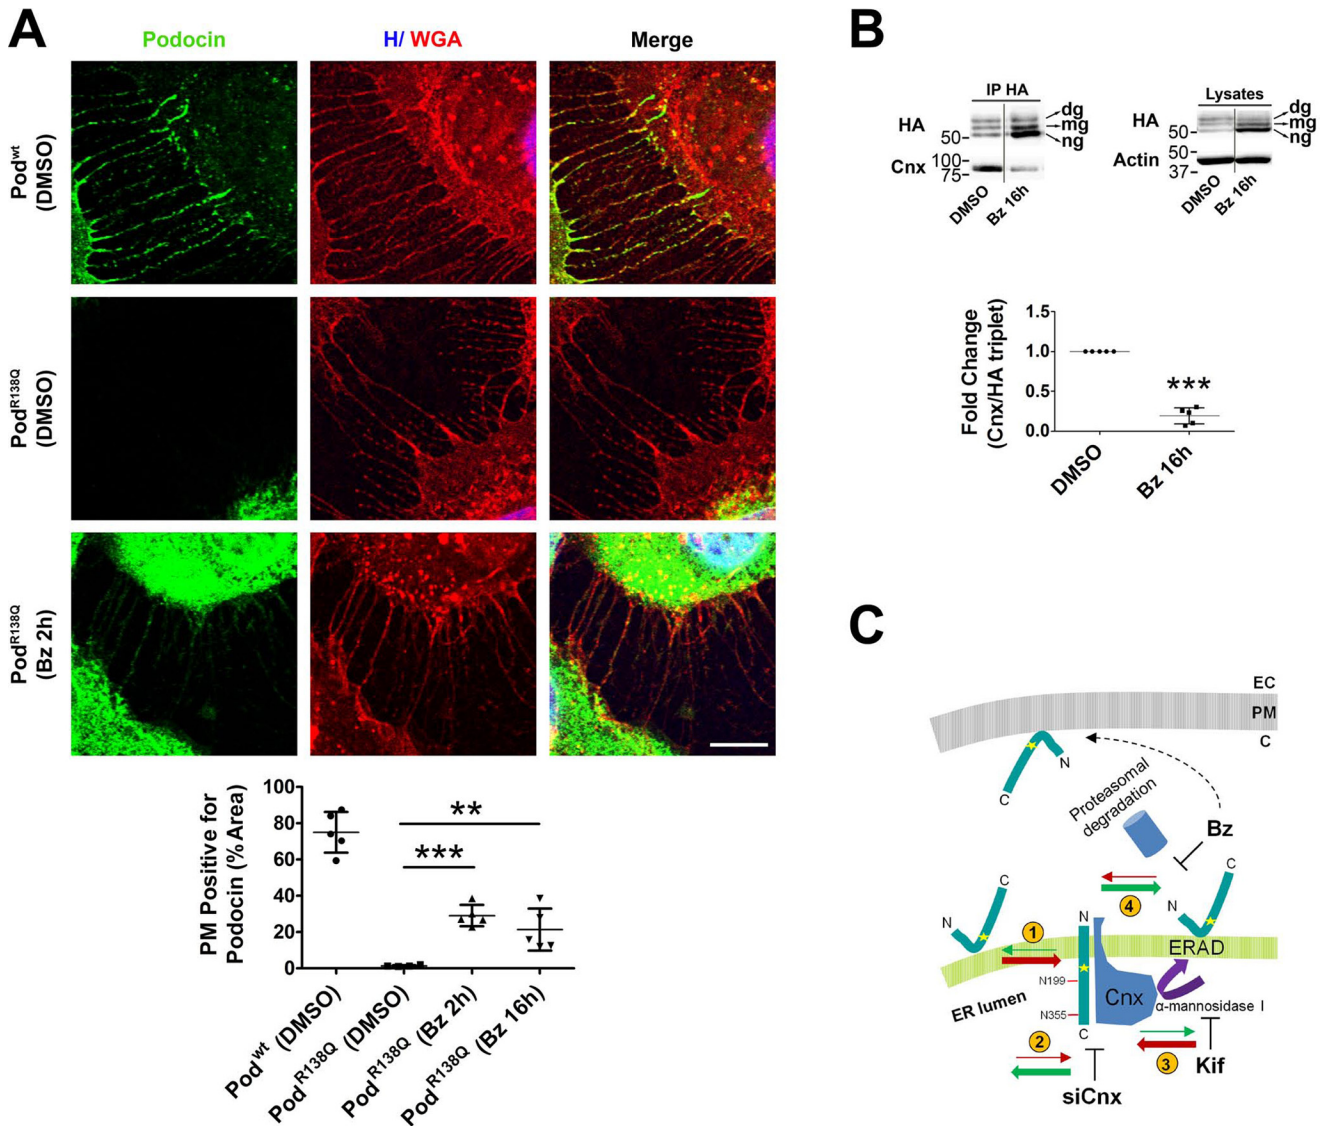 A
Podocin
H/ WGA
Merge
Pod^wt
(DMSO)
Pod^R138Q
(DMSO)
Pod^R138Q
(Bz 2h)
PM Positive for
Podocin (% Area)
100
80
60
40
20
0
**
***
Pod^wt (DMSO)
Pod^R138Q (DMSO)
Pod^R138Q (Bz 2h)
Pod^R138Q (Bz 16h)
B
IP HA
HA
50
dg
mg
ng
Cnx
100
75
DMSO
Bz 16h
Lysates
HA
50
dg
mg
ng
Actin
50
37
DMSO
Bz 16h
Fold Change
(Cnx/HA triplet)
1.5
1.0
0.5
0.0
***
DMSO
Bz 16h
C
EC
PM
C
N
C
Proteasomal
degradation
Bz
C
C
N
N
N
4
1
ERAD
N199
Cnx
ER lumen
α-mannosidase I
N355
C
2
3
Kif
siCnx